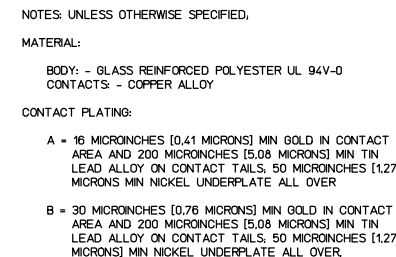 NOTES: UNLESS OTHERWISE SPECIFIED;
MATERIAL:
BODY: - GLASS REINFORCED POLYESTER UL 94V-0
CONTACTS: - COPPER ALLOY
CONTACT PLATING:
A = 16 MICROINCHES [0,41 MICRONS] MIN GOLD IN CONTACT
AREA AND 200 MICROINCHES [5,08 MICRONS] MIN TIN
LEAD ALLOY ON CONTACT TAILS; 50 MICROINCHES [1,27
MICRONS MIN NICKEL UNDERPLATE ALL OVER
B = 30 MICROINCHES [0,76 MICRONS] MIN GOLD IN CONTACT
AREA AND 200 MICROINCHES [5,08 MICRONS] MIN TIN
LEAD ALLOY ON CONTACT TAILS; 50 MICROINCHES [1,27
MICRONS] MIN NICKEL UNDERPLATE ALL OVER.